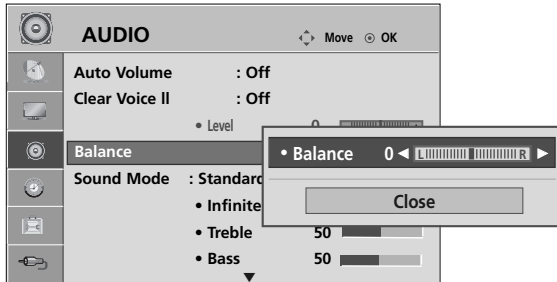 AUDIO
Move OK
Auto Volume : Off
Clear Voice ll : Off
• Level 0
Balance
• Balance 0 L R
Sound Mode : Standard
Close
• Infinite
• Treble 50
• Bass 50